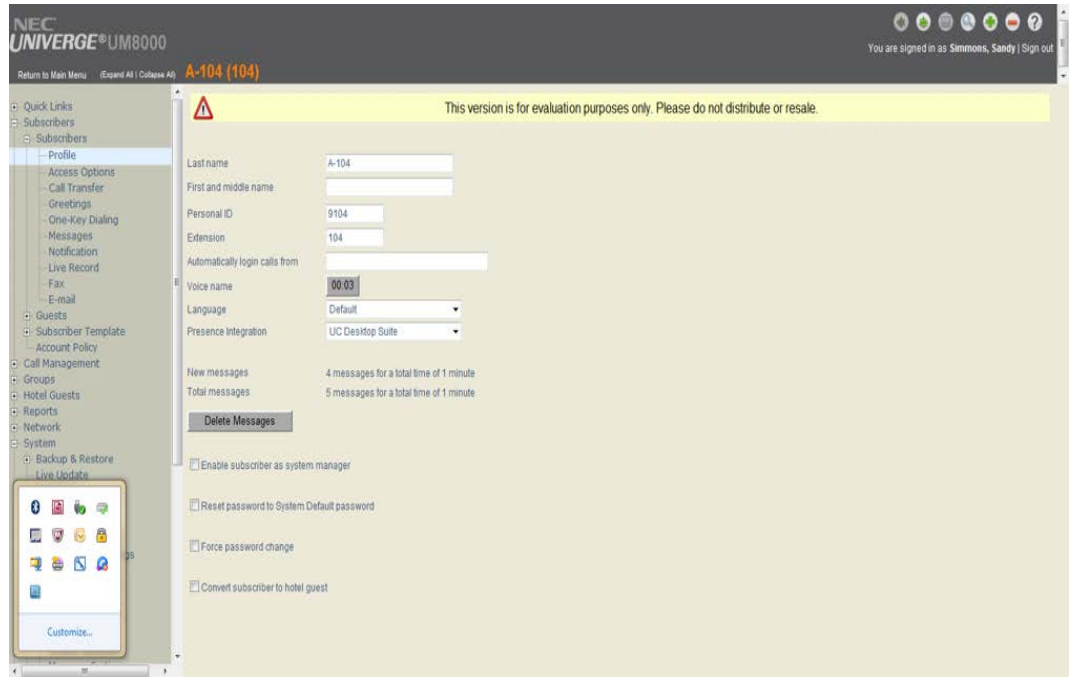 NEC
UNIVERGE®UM8000
You are signed in as Simmons, Sandy | Sign out
Return to Main Menu (Expand All | Collapse All) A-104 (104)
This version is for evaluation purposes only. Please do not distribute or resale.
Quick Links
Subscribers
Subscribers
Profile
Access Options
Call Transfer
Greetings
One-Key Dialing
Messages
Notification
Live Record
Fax
E-mail
Guests
Subscriber Template
Account Policy
Call Management
Groups
Hotel Guests
Reports
Network
System
Backup & Restore
Live Update
gs
Customize...
Last name A-104
First and middle name
Personal ID 9104
Extension 104
Automatically login calls from
Voice name 00:03
Language Default
Presence Integration UC Desktop Suite
New messages 4 messages for a total time of 1 minute
Total messages 5 messages for a total time of 1 minute
Delete Messages
Enable subscriber as system manager
Reset password to System Default password
Force password change
Convert subscriber to hotel guest